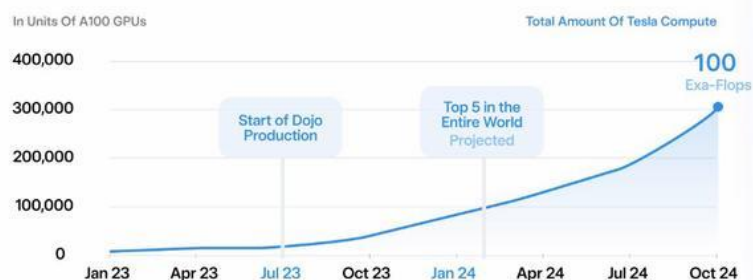 In Units Of A100 GPUs
Total Amount Of Tesla Compute
400,000
100
Exa-Flops
300,000
Start of Dojo
Production
Top 5 in the
Entire World
Projected
200,000
100,000
0
Jan 23
Apr 23
Jul 23
Oct 23
Jan 24
Apr 24
Jul 24
Oct 24